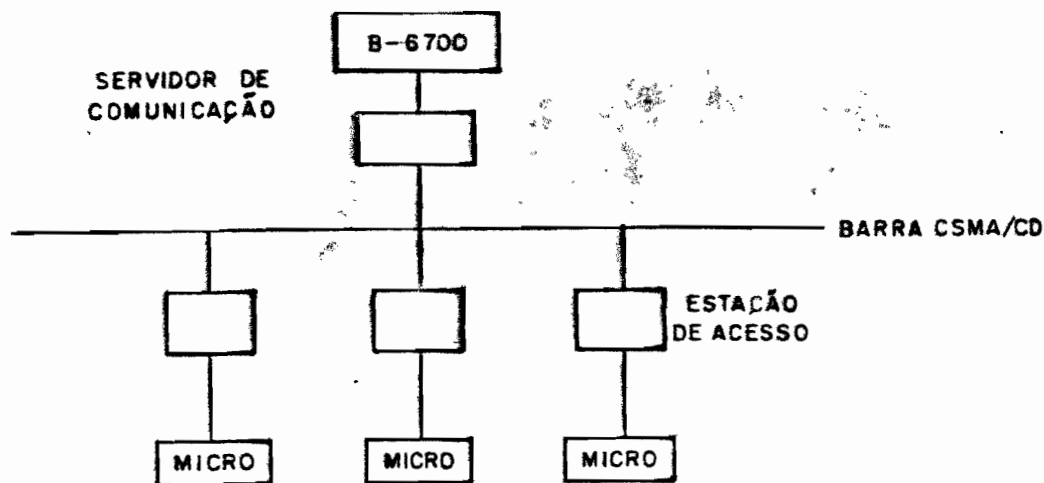 B-6700
SERVIDOR DE
COMUNICAÇÃO
BARRA CSMA/CD
ESTAÇÃO
DE ACESSO
MICRO
MICRO
MICRO